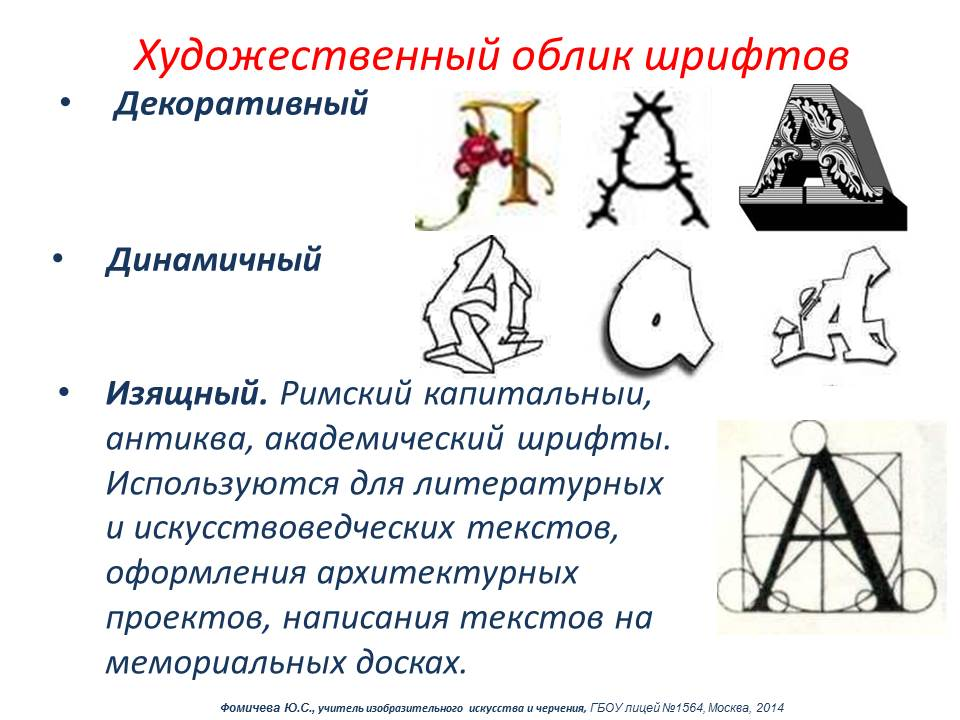 Художественный облик шрифтов
• Декоративный
• Динамичный
• Изящный. Римский капитальный,
антиква, академический шрифты.
Используются для литературных
и искусствоведческих текстов,
оформления архитектурных
проектов, написания текстов на
мемориальных досках.
Фомичева Ю.С., учитель изобразительного искусства и черчения, ГБОУ лицей №1564, Москва, 2014